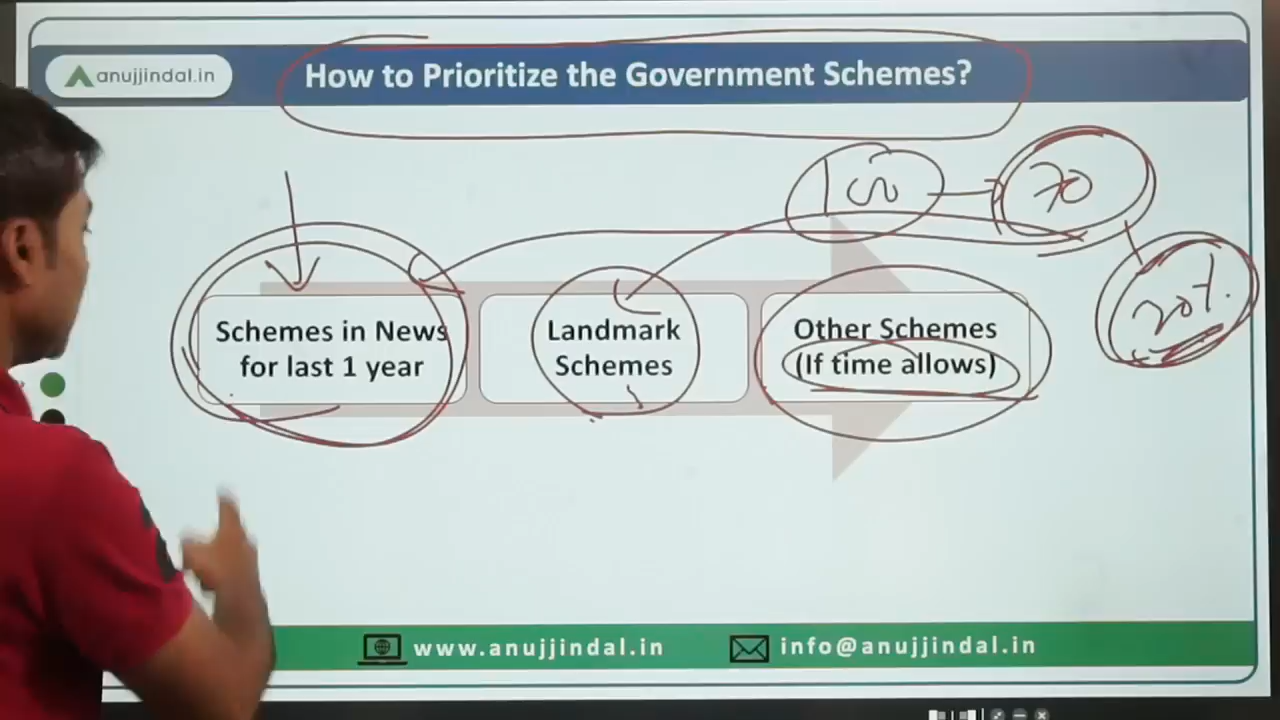 anujjindal.in
How to Prioritize the Government Schemes?
70
20%.
Schemes in News
for last 1 year
Landmark
Schemes
Other Schemes
(If time allows)
www.anujjindal.in
info@anujjindal.in